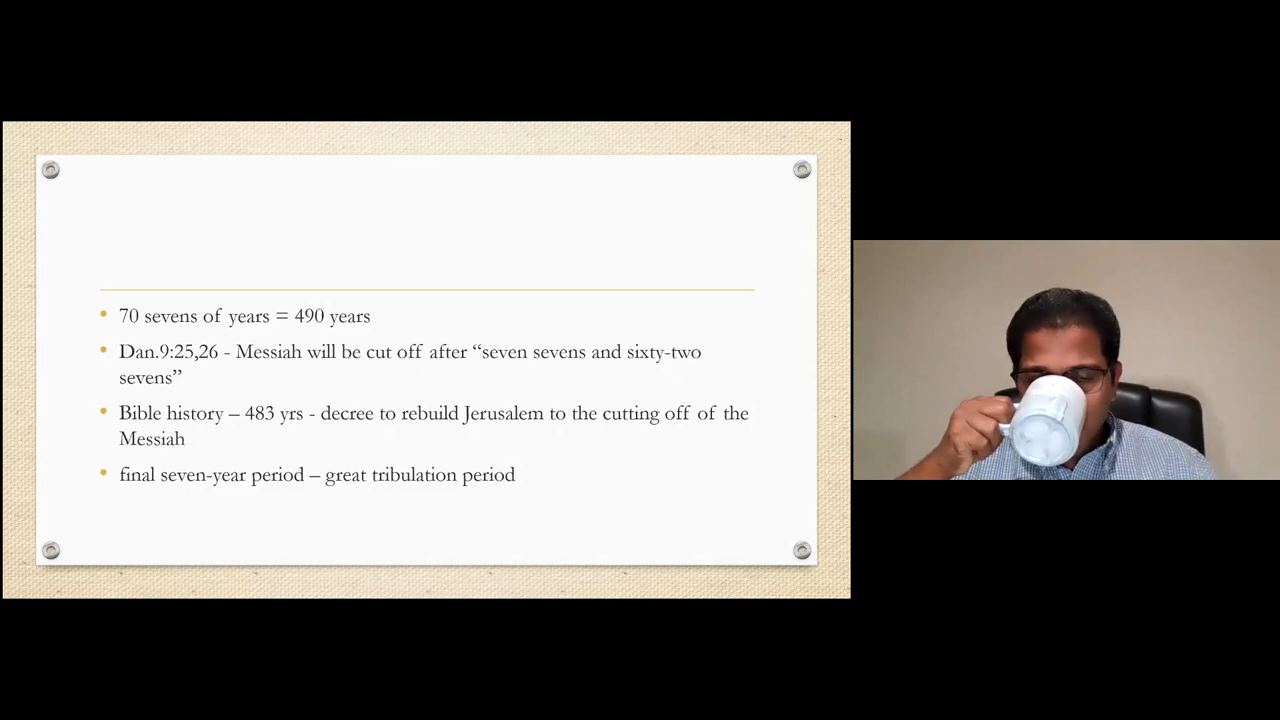 70 sevens of years = 490 years
Dan.9:25,26 - Messiah will be cut off after “seven sevens and sixty-two
sevens”
Bible history – 483 yrs - decree to rebuild Jerusalem to the cutting off of the
Messiah
final seven-year period – great tribulation period